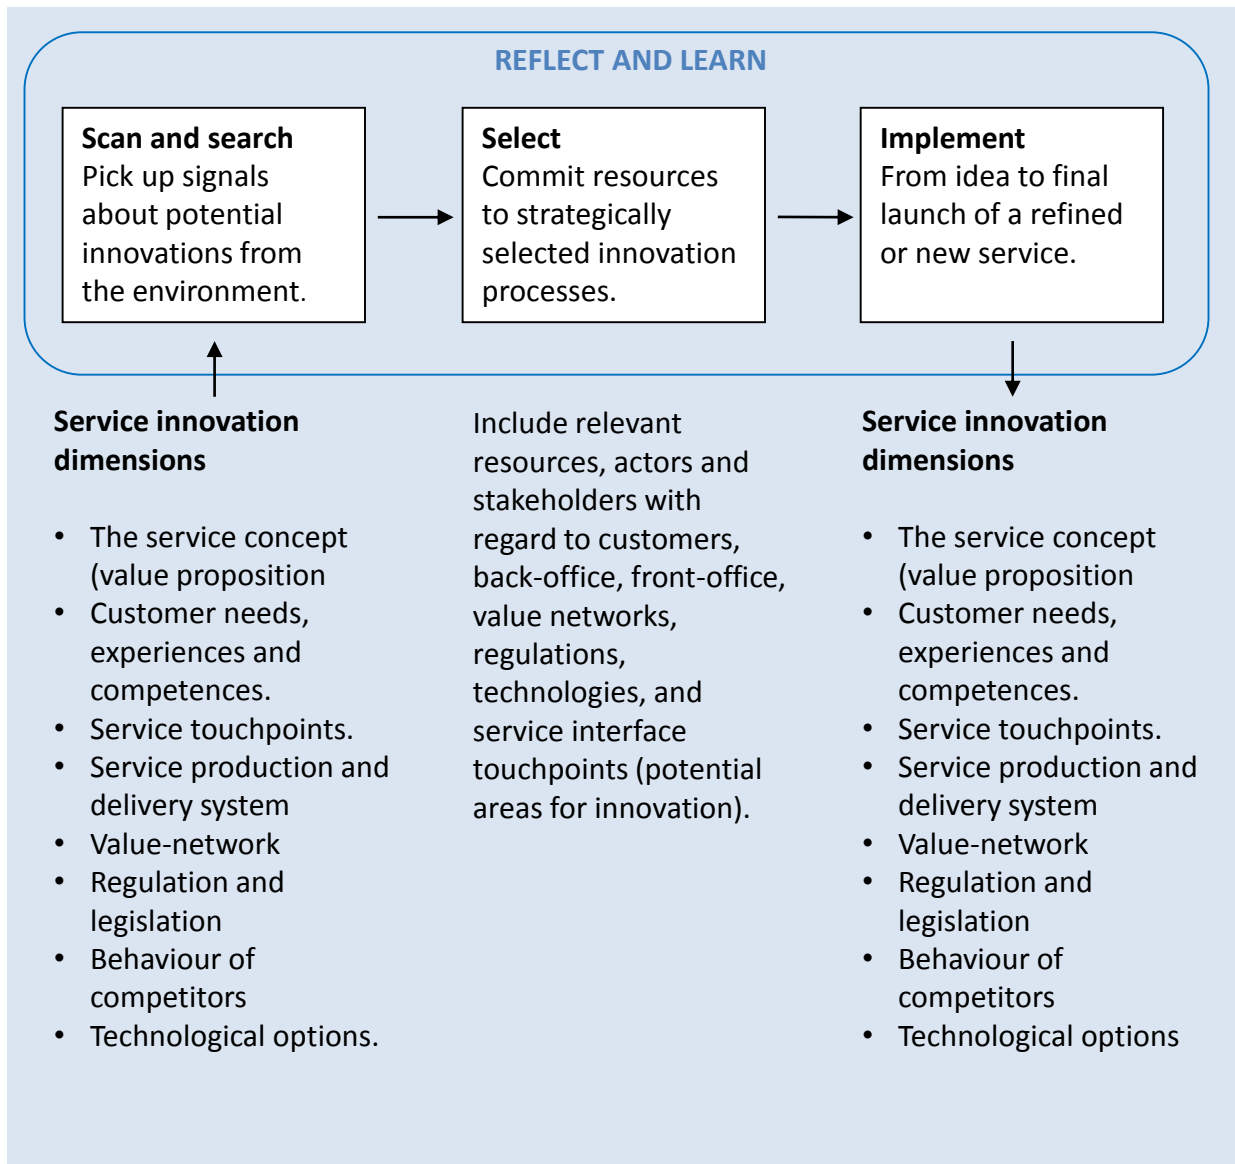 REFLECT AND LEARN
Scan and search
Pick up signals
about potential
innovations from
the environment.
Select
Commit resources
to strategically
selected innovation
processes.
Implement
From idea to final
launch of a refined
or new service.
Service innovation
dimensions
• The service concept
(value proposition
• Customer needs,
experiences and
competences.
• Service touchpoints.
• Service production and
delivery system
• Value-network
• Regulation and
legislation
• Behaviour of
competitors
• Technological options.
Include relevant
resources, actors and
stakeholders with
regard to customers,
back-office, front-office,
value networks,
regulations,
technologies, and
service interface
touchpoints (potential
areas for innovation).
Service innovation
dimensions
• The service concept
(value proposition
• Customer needs,
experiences and
competences.
• Service touchpoints.
• Service production and
delivery system
• Value-network
• Regulation and
legislation
• Behaviour of
competitors
• Technological options